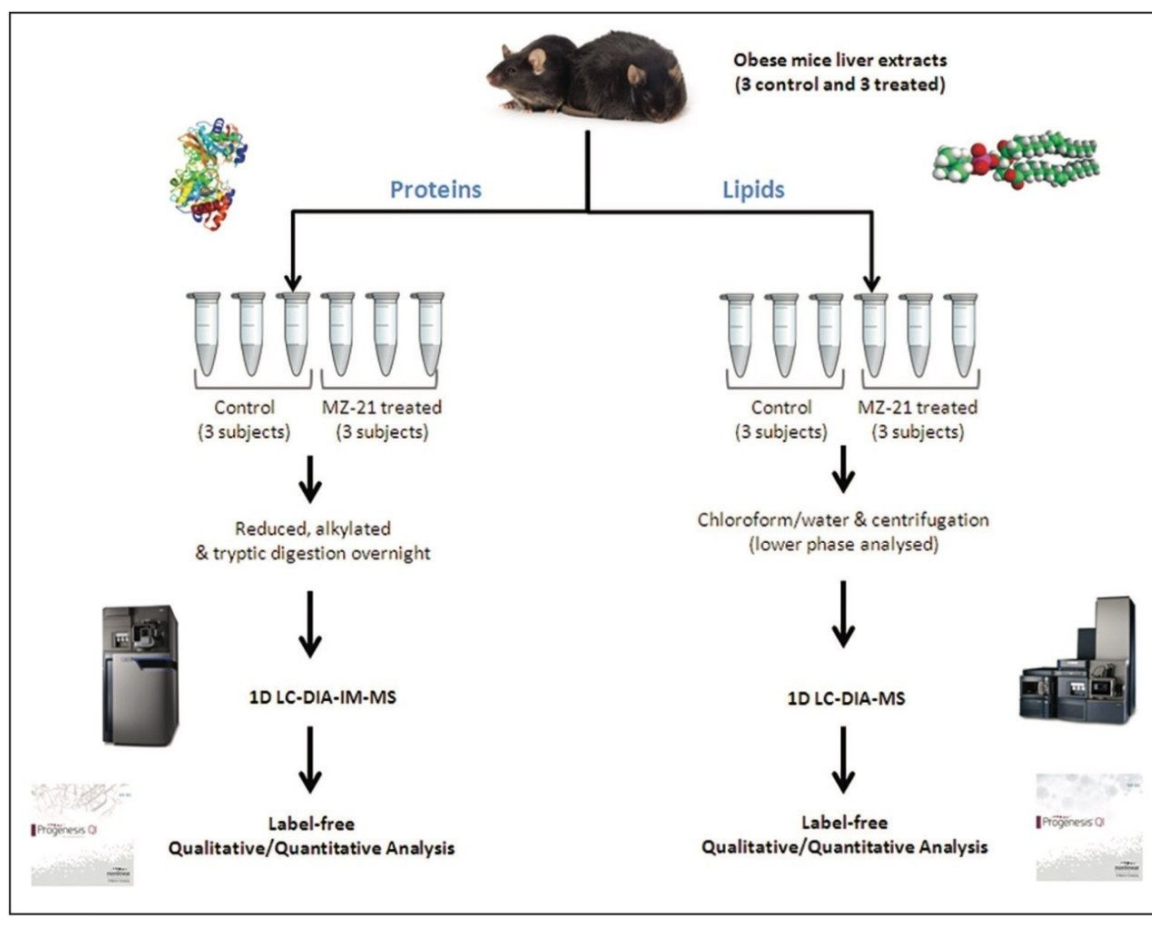 Obese mice liver extracts
(3 control and 3 treated)
Proteins
Lipids
Control
(3 subjects)
MZ-21 treated
(3 subjects)
Control
(3 subjects)
MZ-21 treated
(3 subjects)
Reduced, alkylated
& tryptic digestion overnight
Chloroform/water & centrifugation
(lower phase analysed)
1D LC-DIA-IM-MS
1D LC-DIA-MS
Label-free
Qualitative/Quantitative Analysis
Label-free
Qualitative/Quantitative Analysis
Progenesis QI
nonlinear
Progenesis QI
nonlinear